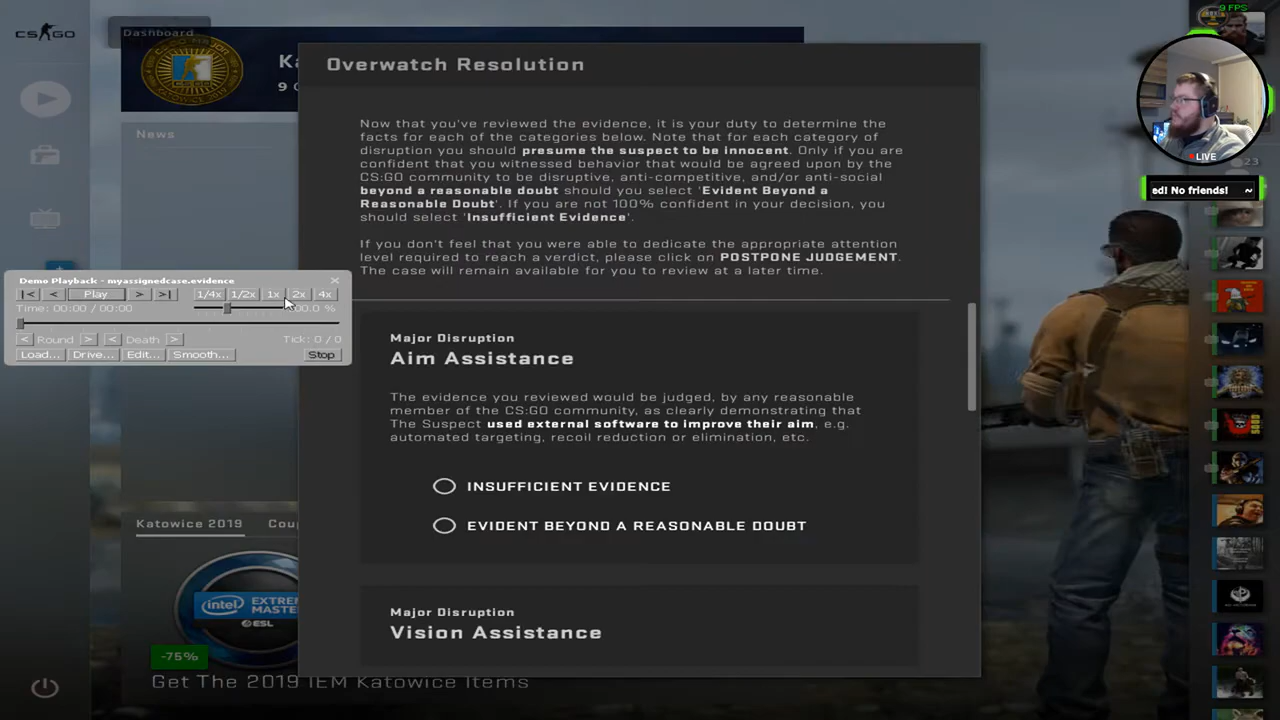 CS GO
Dashboard
9 FPS
Ka
9 (
News
Overwatch Resolution
Now that you've reviewed the evidence, it is your duty to determine the
facts for each of the categories below. Note that for each category of
disruption you should presume the suspect to be innocent. Only if you are
confident that you witnessed behavior that would be agreed upon by the
CS:GO community to be disruptive, anti-competitive, and/or anti-social
beyond a reasonable doubt should you select 'Evident Beyond a
Reasonable Doubt'. If you are not 100% confident in your decision, you
should select 'Insufficient Evidence'.
If you don't feel that you were able to dedicate the appropriate attention
level required to reach a verdict, please click on POSTPONE JUDGEMENT.
The case will remain available for you to review at a later time.
LIVE
23
ed! No friends! ~
Demo Playback - myassignedcase.evidence
|< < Play > >| 1/4x 1/2x 1x 2x 4x
Time: 00:00 / 00:00 00.0 %
< Round > < Death > Tick: 0 / 0
Load... Drive... Edit... Smooth... Stop
Major Disruption
Aim Assistance
The evidence you reviewed would be judged, by any reasonable
member of the CS:GO community, as clearly demonstrating that
The Suspect used external software to improve their aim, e.g.
automated targeting, recoil reduction or elimination, etc.
INSUFFICIENT EVIDENCE
EVIDENT BEYOND A REASONABLE DOUBT
Major Disruption
Vision Assistance
Katowice 2019 Cou
intel EXTREME
MASTE
ESL
-75%
Get The 2019 IEM Katowice Items